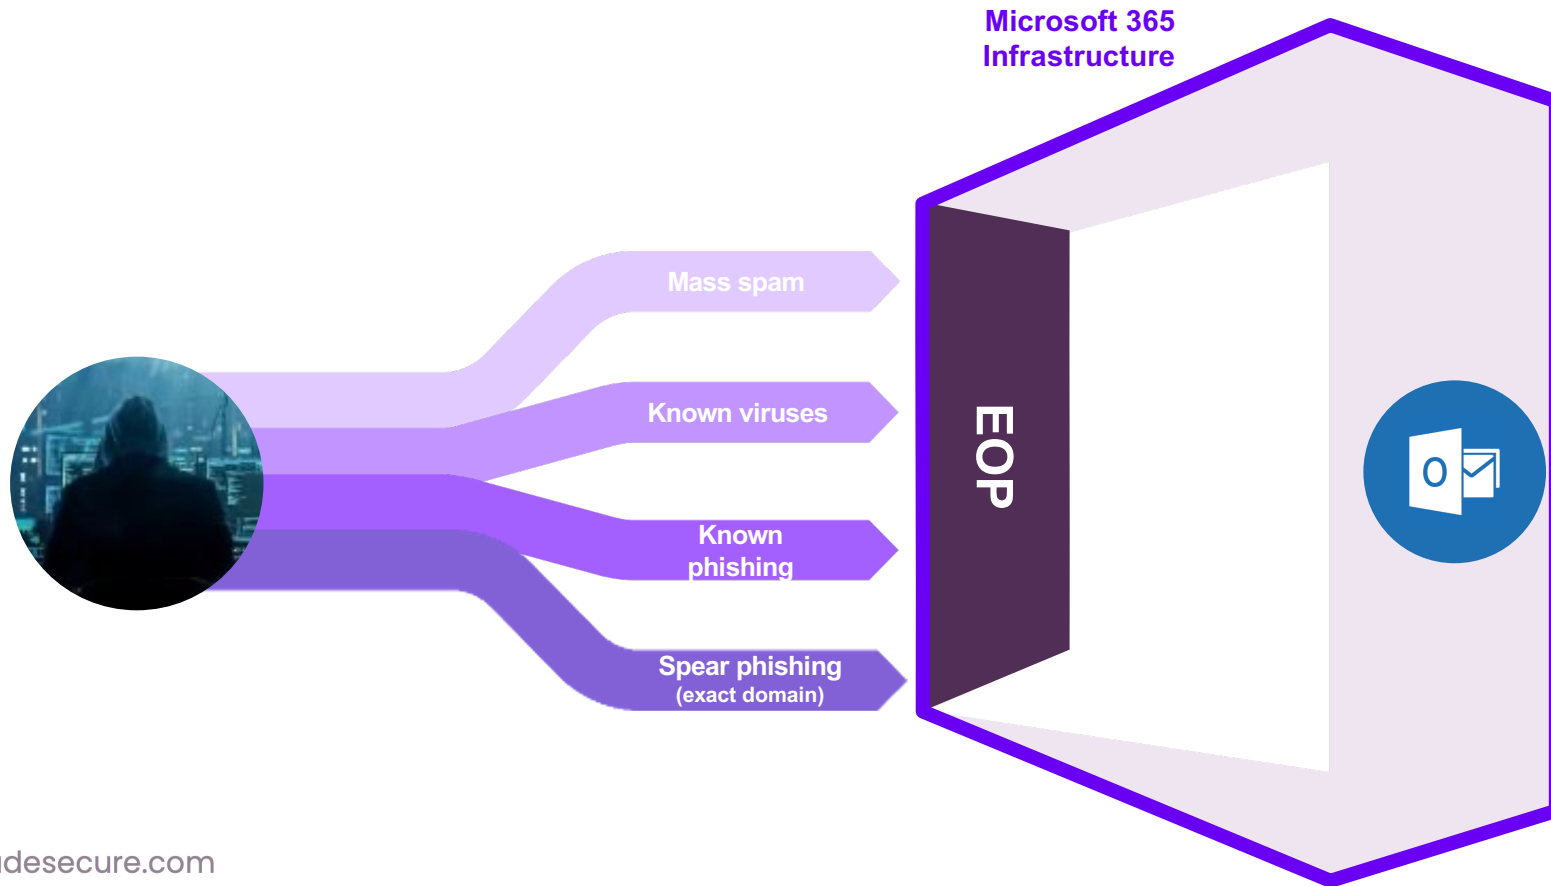 Microsoft 365
Infrastructure
Mass spam
Known viruses
Known
phishing
Spear phishing
(exact domain)
EOP
O
desecure.com